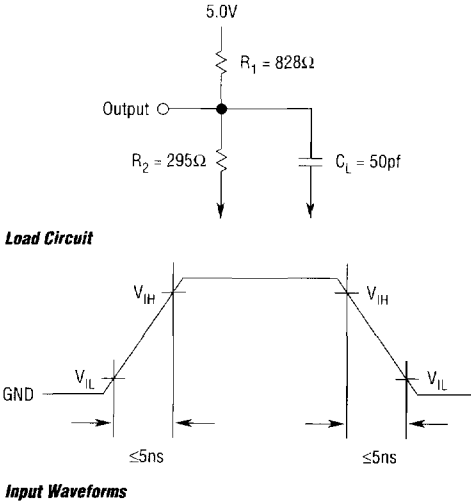 5.0V
R1 = 828Ω
Output
R2 = 295Ω
CL = 50pf
Load Circuit
VIH
VIH
VIL
VIL
GND
≤5ns
≤5ns
Input Waveforms